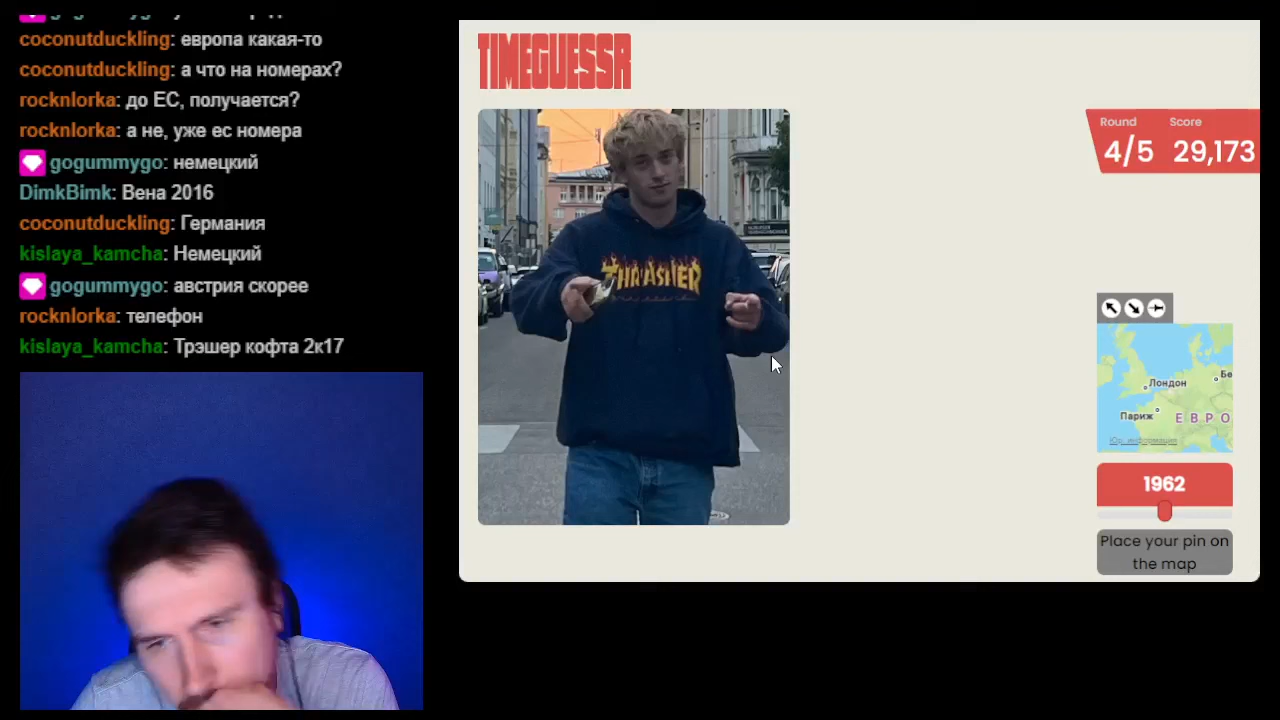 coconutduckling: европа какая-то
coconutduckling: а что на номерах?
rocknlorka: до ЕС, получается?
rocknlorka: а не, уже ес номера
gogummygo: немецкий
DimkBimk: Вена 2016
coconutduckling: Германия
kislaya_kamcha: Немецкий
gogummygo: австрия скорее
rocknlorka: телефон
kislaya_kamcha: Трэшер кофта 2к17
TIMEGUESSR
THRASHER
Round Score
4/5 29,173
Лондон
Париж
ЕВРО
Юр. информация
1962
Place your pin on
the map